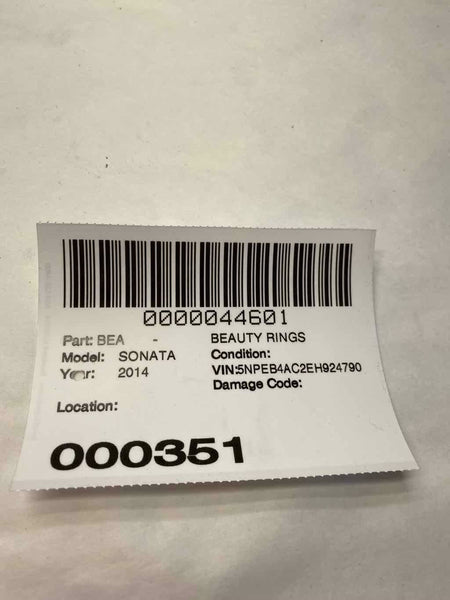 0000044601
Part: BEA - BEAUTY RINGS
Model: SONATA Condition:
Year: 2014 VIN:5NPEB4AC2EH924790
Damage Code:
Location:
000351